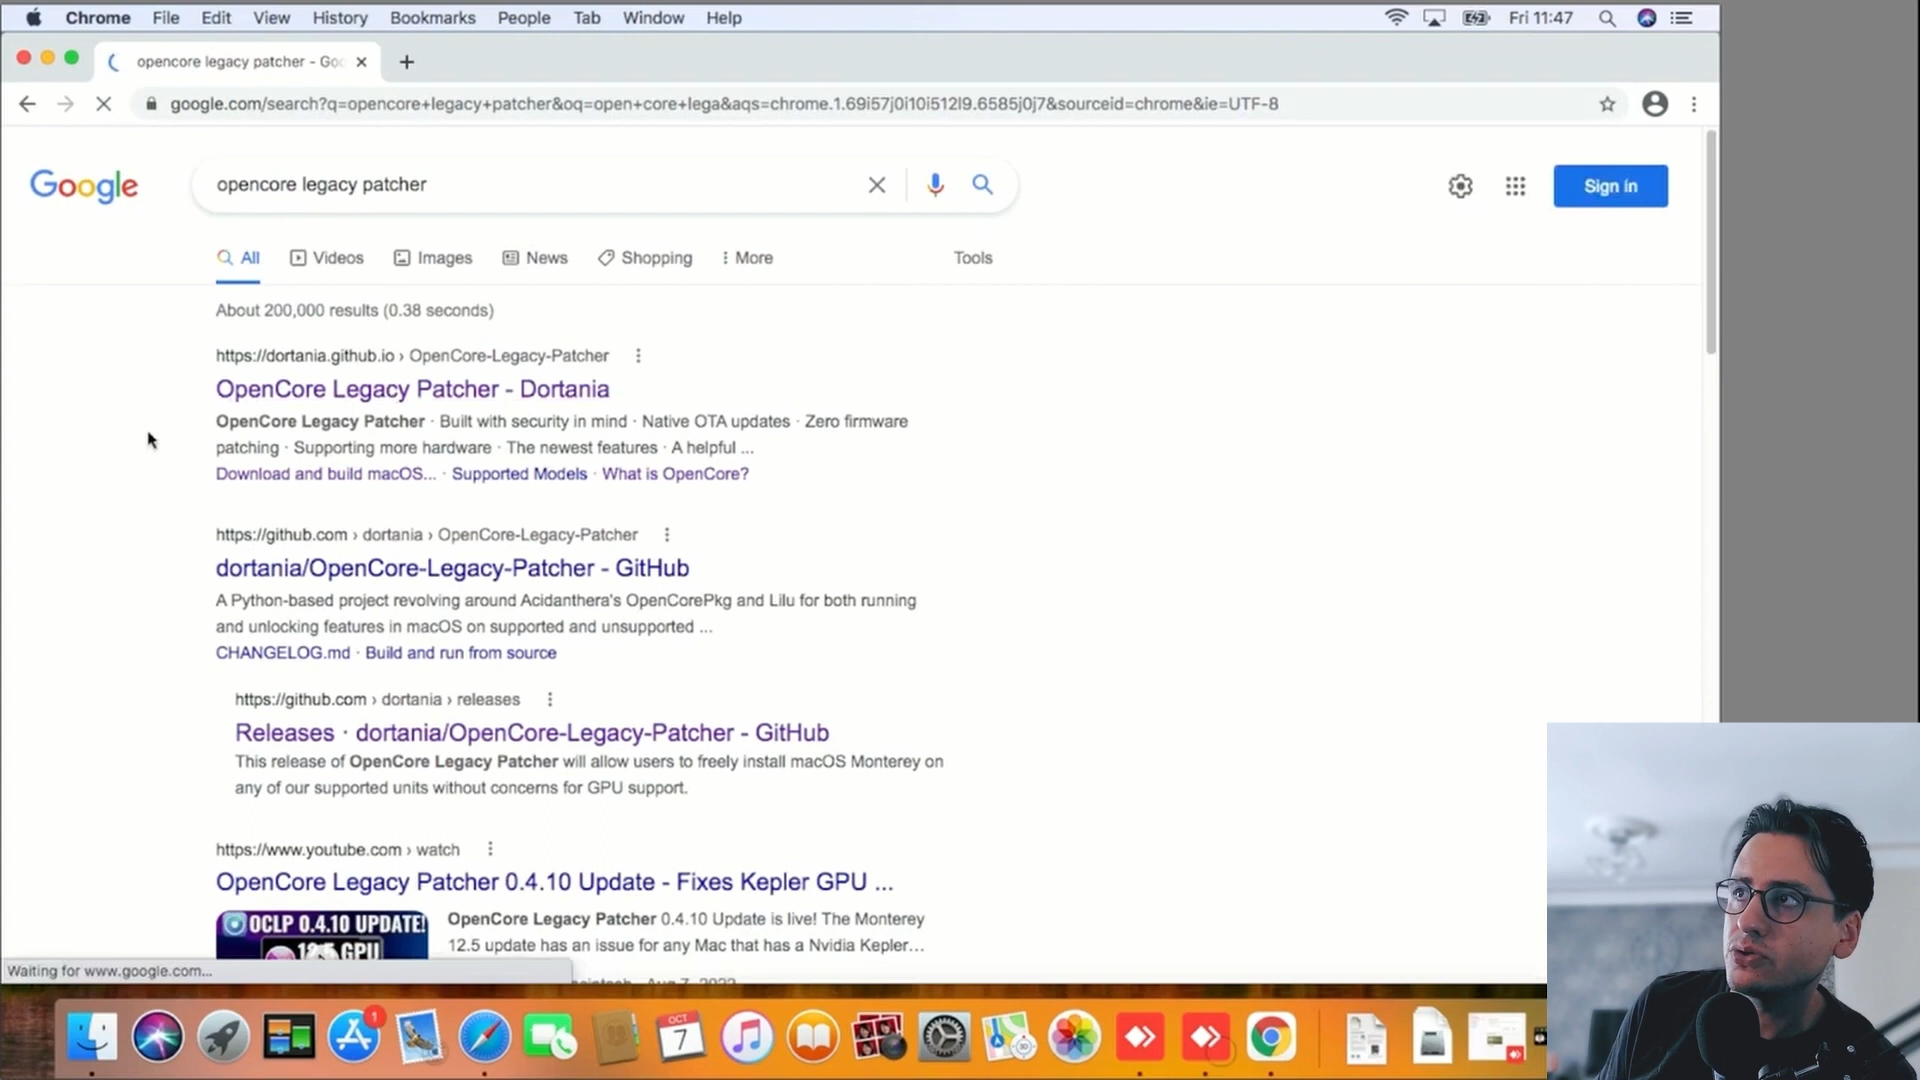 Chrome File Edit View History Bookmarks People Tab Window Help Fri 11:47
opencore legacy patcher - Goo
google.com/search?q=opencore+legacy+patcher&oq=open+core+lega&aqs=chrome.1.69i57j0i10i512l9.6585j0j7&sourceid=chrome&ie=UTF-8
Google
opencore legacy patcher
Sign in
All Videos Images News Shopping More Tools
About 200,000 results (0.38 seconds)
https://dortania.github.io › OpenCore-Legacy-Patcher
OpenCore Legacy Patcher - Dortania
OpenCore Legacy Patcher · Built with security in mind · Native OTA updates · Zero firmware
patching · Supporting more hardware · The newest features · A helpful ...
Download and build macOS... · Supported Models · What is OpenCore?
https://github.com › dortania › OpenCore-Legacy-Patcher
dortania/OpenCore-Legacy-Patcher - GitHub
A Python-based project revolving around Acidanthera's OpenCorePkg and Lilu for both running
and unlocking features in macOS on supported and unsupported ...
CHANGELOG.md · Build and run from source
https://github.com › dortania › releases
Releases · dortania/OpenCore-Legacy-Patcher - GitHub
This release of OpenCore Legacy Patcher will allow users to freely install macOS Monterey on
any of our supported units without concerns for GPU support.
https://www.youtube.com › watch
OpenCore Legacy Patcher 0.4.10 Update - Fixes Kepler GPU ...
OCLP 0.4.10 UPDATE!
12.5 GPU
OpenCore Legacy Patcher 0.4.10 Update is live! The Monterey
12.5 update has an issue for any Mac that has a Nvidia Kepler...
Waiting for www.google.com...
1
OCT
7